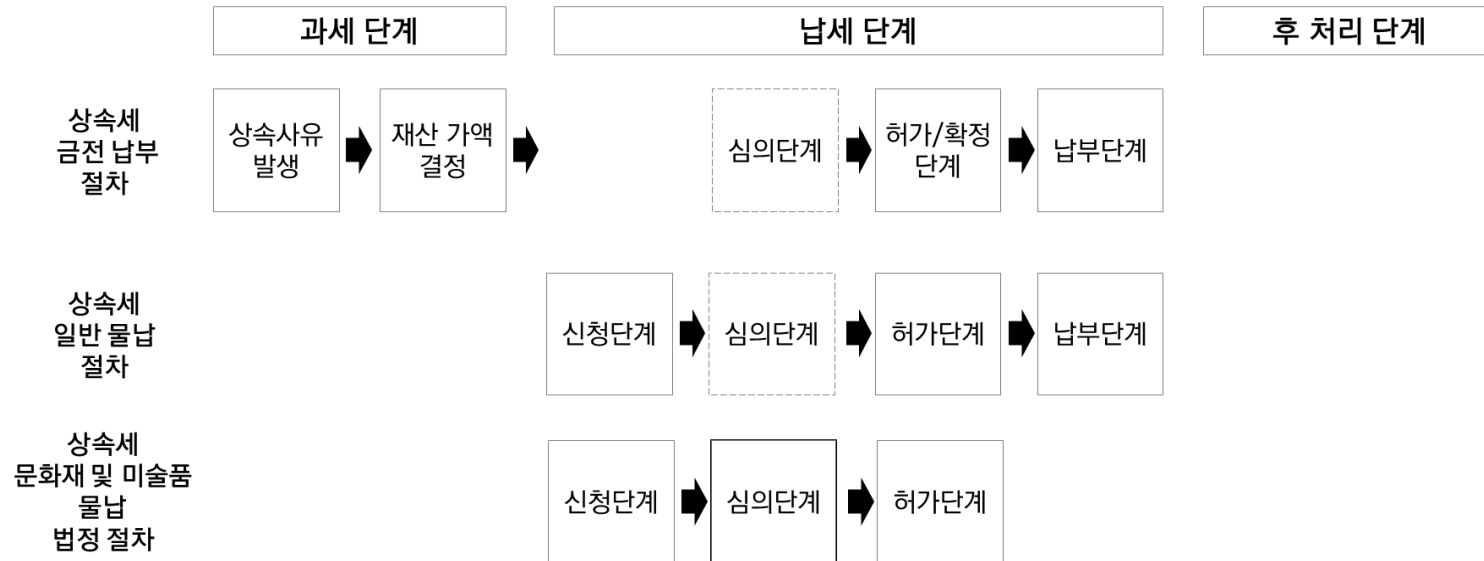 과세 단계
납세 단계
후 처리 단계
상속세
금전 납부
절차
상속사유
발생
재산 가액
결정
심의단계
허가/확정
단계
납부단계
상속세
일반 물납
절차
신청단계
심의단계
허가단계
납부단계
상속세
문화재 및 미술품
물납
법정 절차
신청단계
심의단계
허가단계